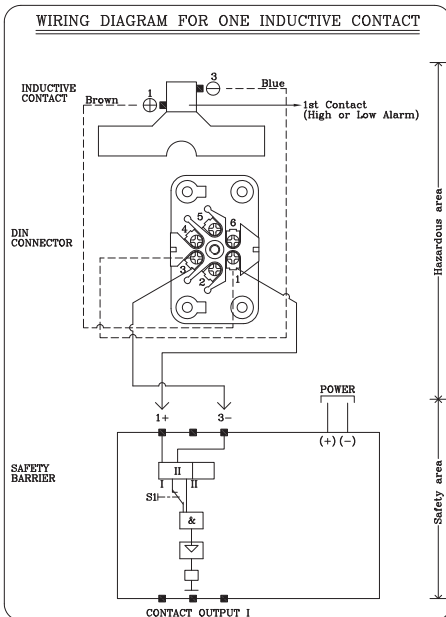 WIRING DIAGRAM FOR ONE INDUCTIVE CONTACT
INDUCTIVE
CONTACT
Brown
1
3
Blue
1st Contact
(High or Low Alarm)
DIN
CONNECTOR
5
6
4
3
2
1
Hazardous area
1+
3-
POWER
(+) (-)
SAFETY
BARRIER
II
I
II
S1
&
Safety area
CONTACT OUTPUT I